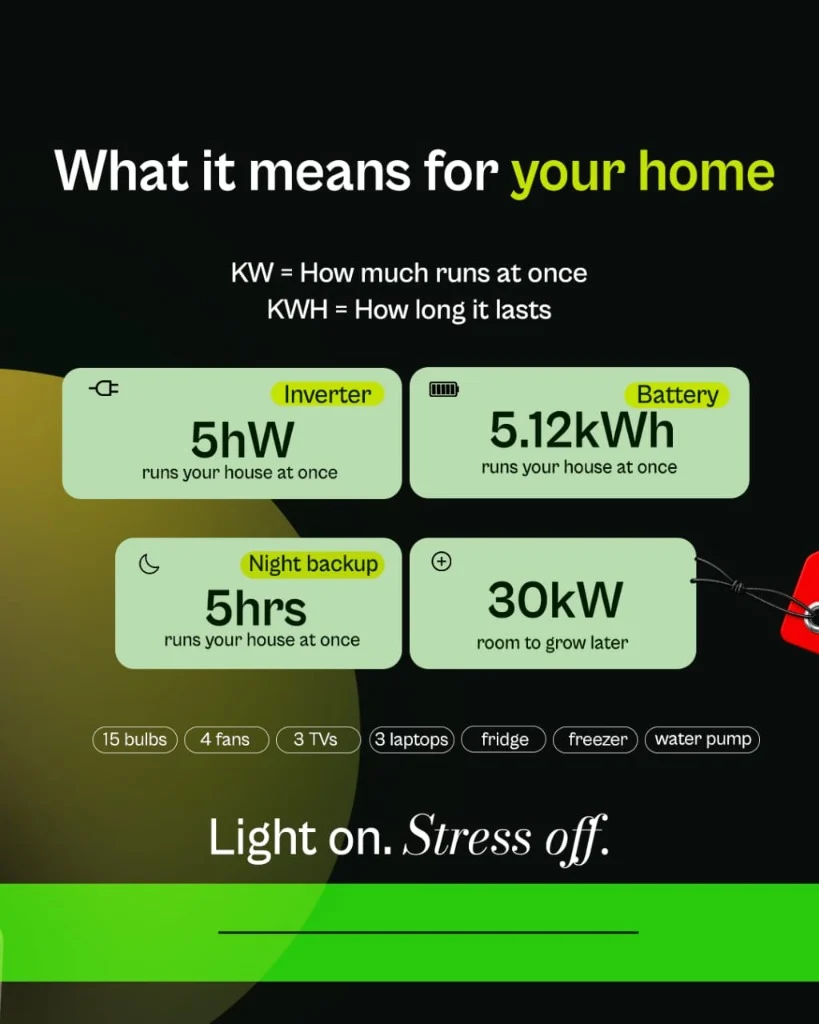 What it means for your home
KW = How much runs at once
KWH = How long it lasts
Inverter
5hW
runs your house at once
Battery
5.12kWh
runs your house at once
Night backup
5hrs
runs your house at once
30kW
room to grow later
15 bulbs
4 fans
3 TVs
3 laptops
fridge
freezer
water pump
Light on. Stress off.